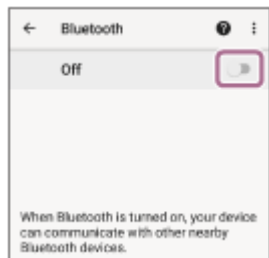 Bluetooth
Off
When Bluetooth is turned on, your device
can communicate with other nearby
Bluetooth devices.